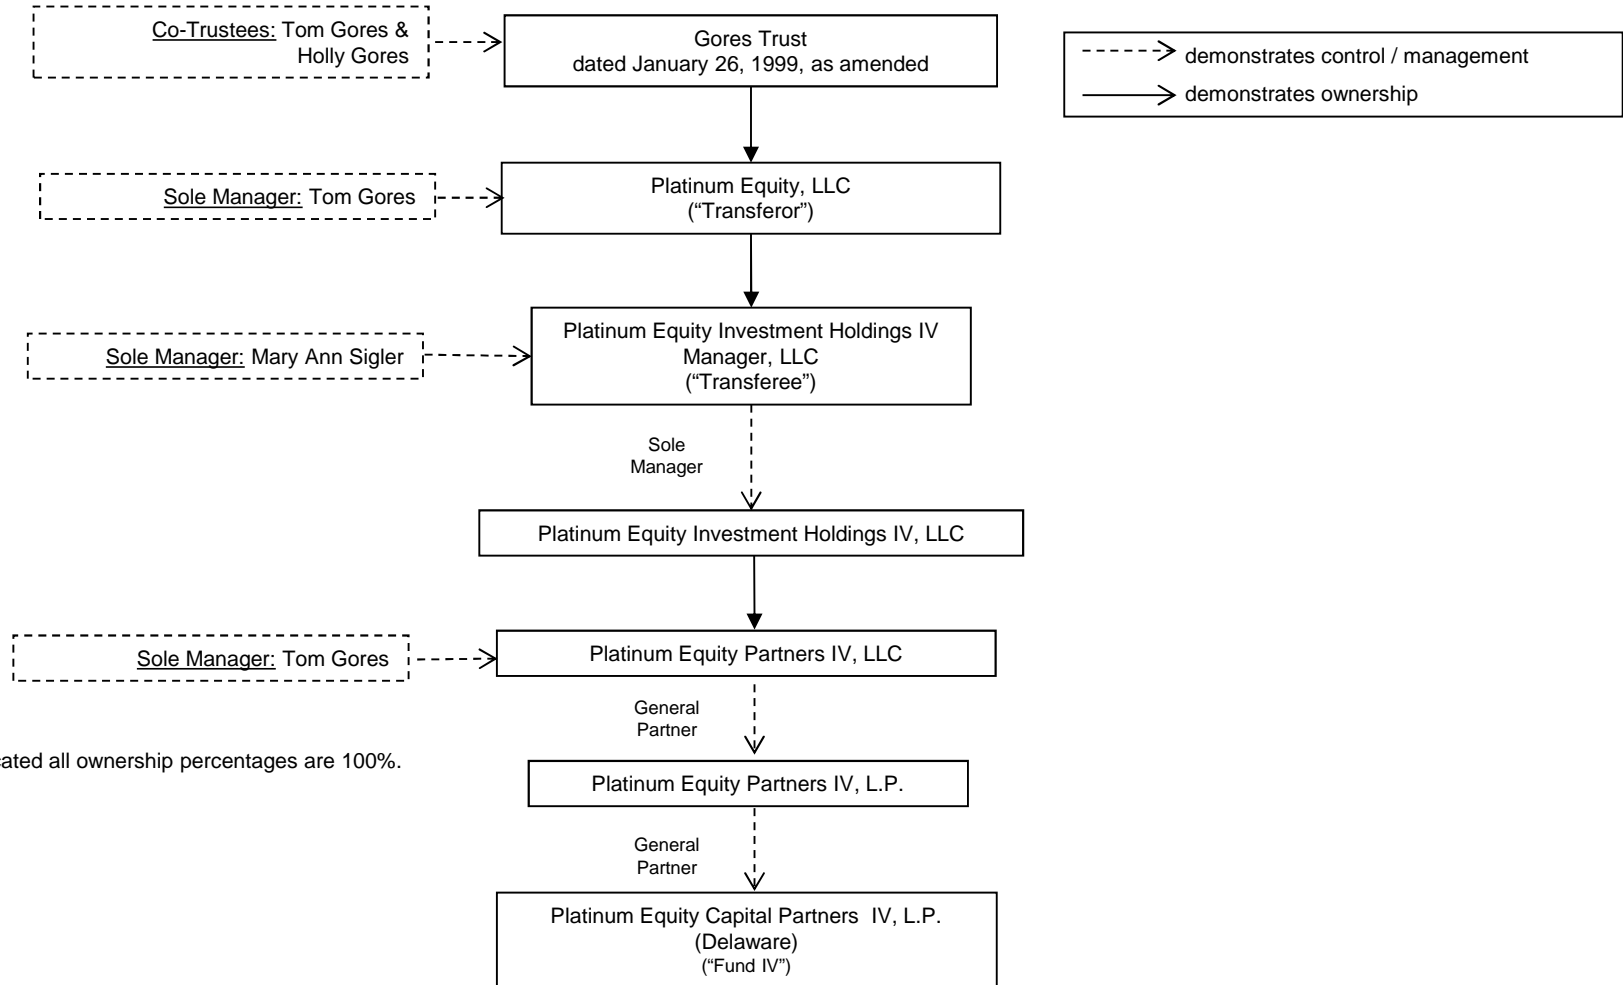 Co-Trustees: Tom Gores &
Holly Gores
Gores Trust
dated January 26, 1999, as amended
demonstrates control / management
demonstrates ownership
Sole Manager: Tom Gores
Platinum Equity, LLC
(“Transferor”)
Sole Manager: Mary Ann Sigler
Platinum Equity Investment Holdings IV
Manager, LLC
(“Transferee”)
Sole
Manager
Platinum Equity Investment Holdings IV, LLC
Sole Manager: Tom Gores
Platinum Equity Partners IV, LLC
General
Partner
all ownership percentages are 100%.
Platinum Equity Partners IV, L.P.
General
Partner
Platinum Equity Capital Partners IV, L.P.
(Delaware)
(“Fund IV”)